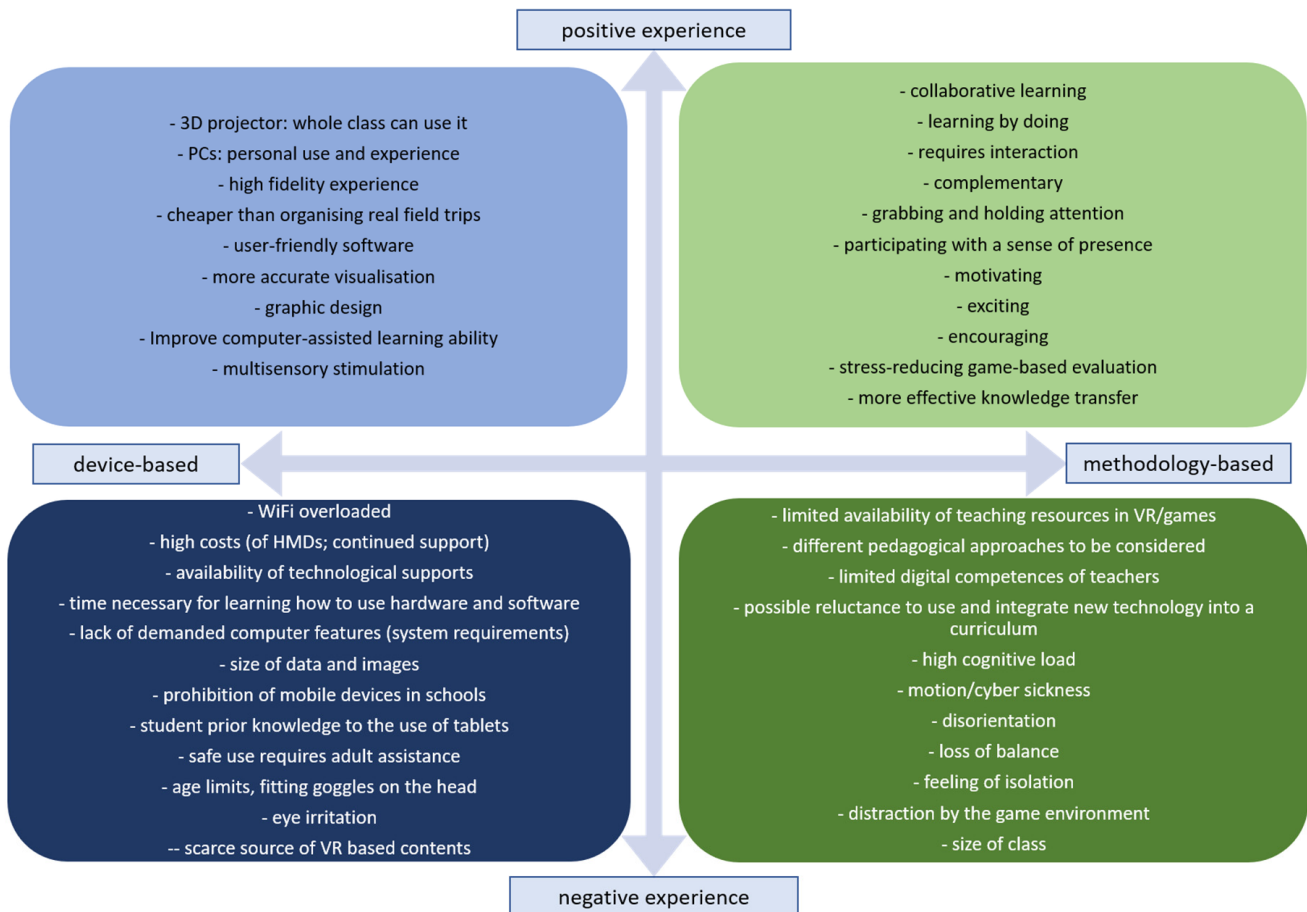 positive experience
- 3D projector: whole class can use it
- PCs: personal use and experience
- high fidelity experience
- cheaper than organising real field trips
- user-friendly software
- more accurate visualisation
- graphic design
- Improve computer-assisted learning ability
- multisensory stimulation
- collaborative learning
- learning by doing
- requires interaction
- complementary
- grabbing and holding attention
- participating with a sense of presence
- motivating
- exciting
- encouraging
- stress-reducing game-based evaluation
- more effective knowledge transfer
device-based
methodology-based
- WiFi overloaded
- high costs (of HMDs; continued support)
- availability of technological supports
- time necessary for learning how to use hardware and software
- lack of demanded computer features (system requirements)
- size of data and images
- prohibition of mobile devices in schools
- student prior knowledge to the use of tablets
- safe use requires adult assistance
- age limits, fitting goggles on the head
- eye irritation
-- scarce source of VR based contents
- limited availability of teaching resources in VR/games
- different pedagogical approaches to be considered
- limited digital competences of teachers
- possible reluctance to use and integrate new technology into a
curriculum
- high cognitive load
- motion/cyber sickness
- disorientation
- loss of balance
- feeling of isolation
- distraction by the game environment
- size of class
negative experience